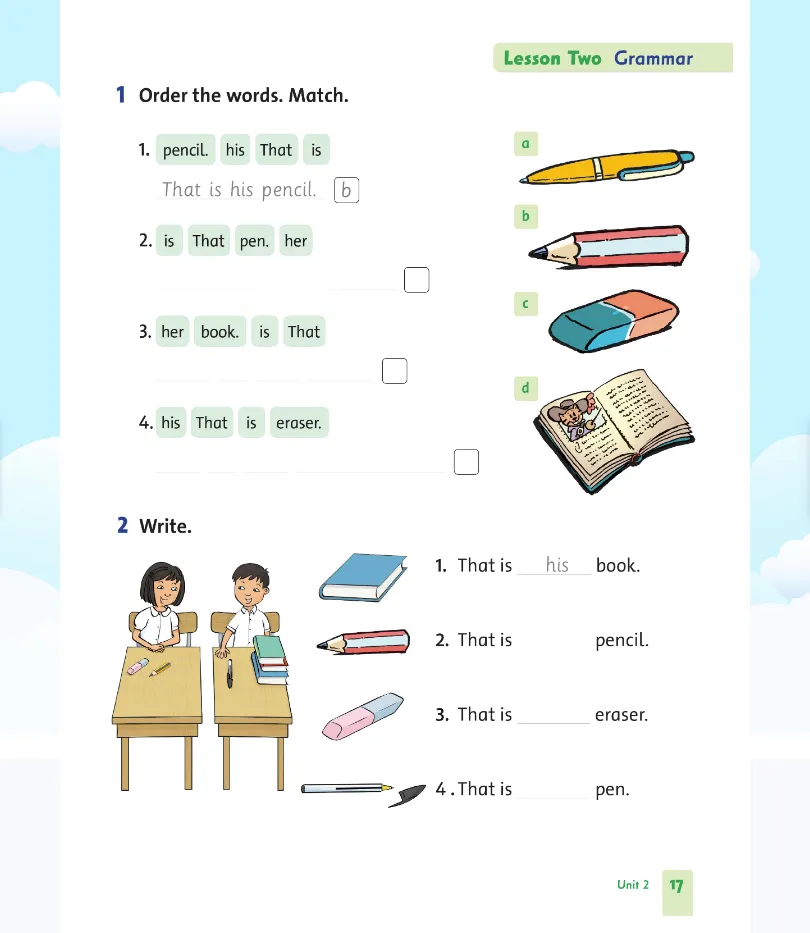 Lesson Two Grammar
1 Order the words. Match.
1. pencil. his That is
That is his pencil. b
2. is That pen. her
3. her book. is That
4. his That is eraser.
a
b
c
d
2 Write.
1. That is his book.
2. That is pencil.
3. That is ________ eraser.
4 . That is ________ pen.
Unit 2 17